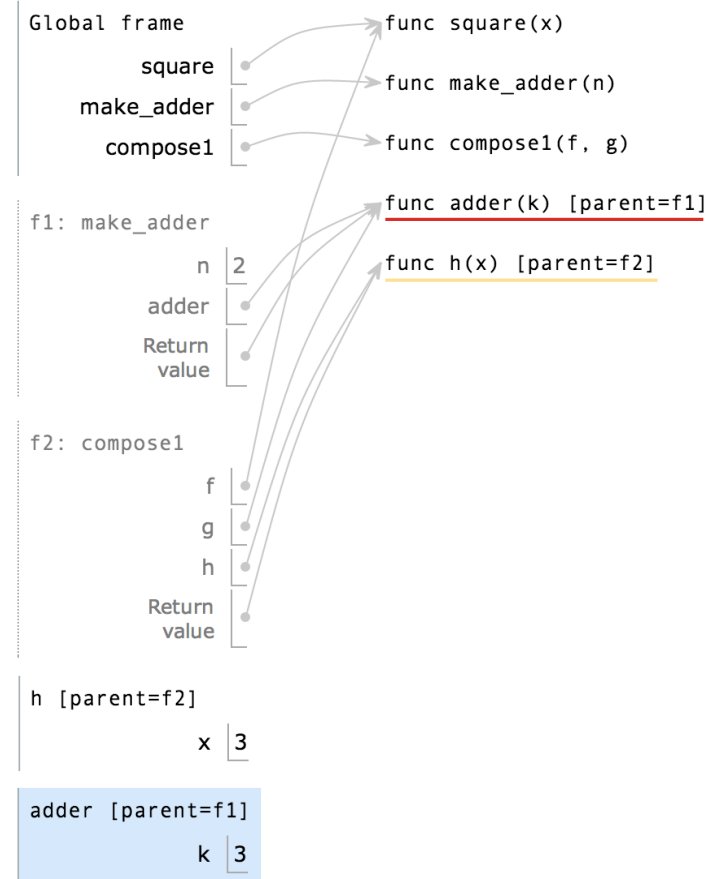 Global frame
square
make_adder
compose1
func square(x)
func make_adder(n)
func compose1(f, g)
func adder(k) [parent=f1]
func h(x) [parent=f2]
f1: make_adder
n 2
adder
Return
value
f2: compose1
f
g
h
Return
value
h [parent=f2]
x 3
adder [parent=f1]
k 3